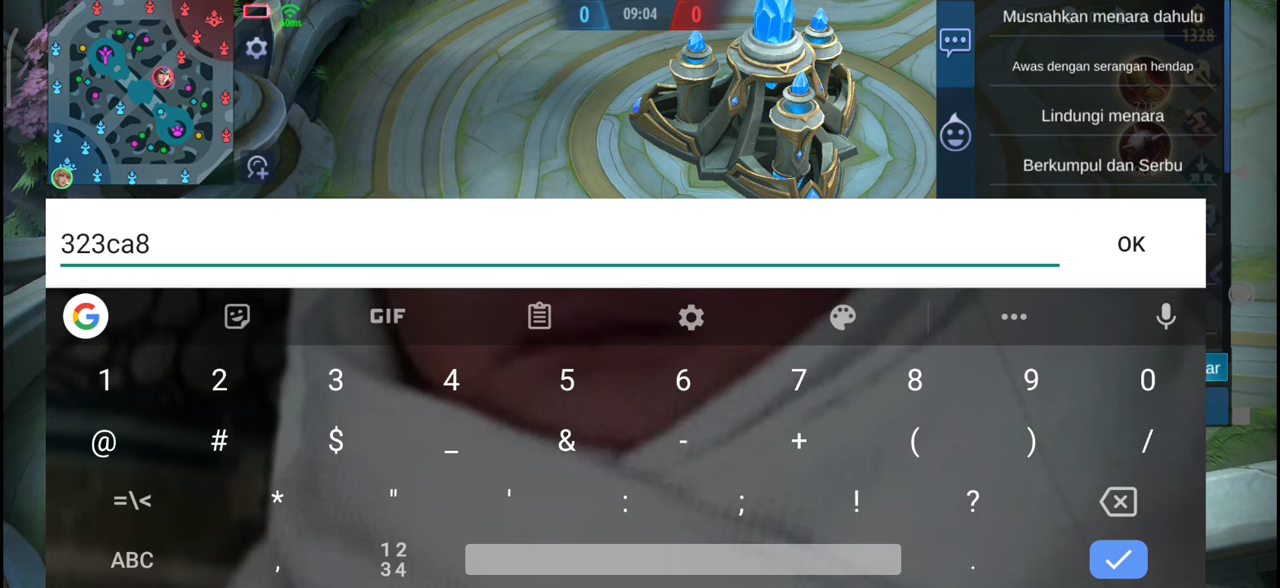 0 09:04 0
60ms
Musnahkan menara dahulu
1328
Awas dengan serangan hendap
Lindungi menara
Berkumpul dan Serbu
323ca8
OK
G
GIF
ar
1 2 3 4 5 6 7 8 9 0
@ # $ _ & - + ( ) /
=\< * " ' : ; ! ?
ABC , 12 .
34